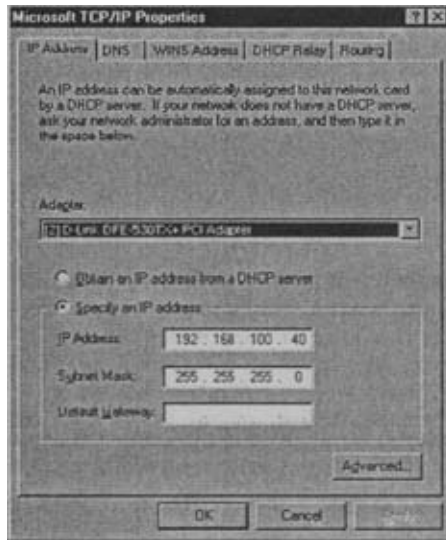 Microsoft TCP/IP Properties
IP Address DNS WINS Address DHCP Relay Routing
An IP address can be automatically assigned to this network card
by a DHCP server. If your network does not have a DHCP server,
ask your network administrator for an address, and then type it in
the space below.
Adapter:
[2] D-Link DFE-530TX+ PCI Adapter
Obtain an IP address from a DHCP server
Specify an IP address
IP Address: 192 . 168 . 100 . 40
Subnet Mask: 255 . 255 . 255 . 0
Default Gateway:
Advanced...
OK Cancel Apply